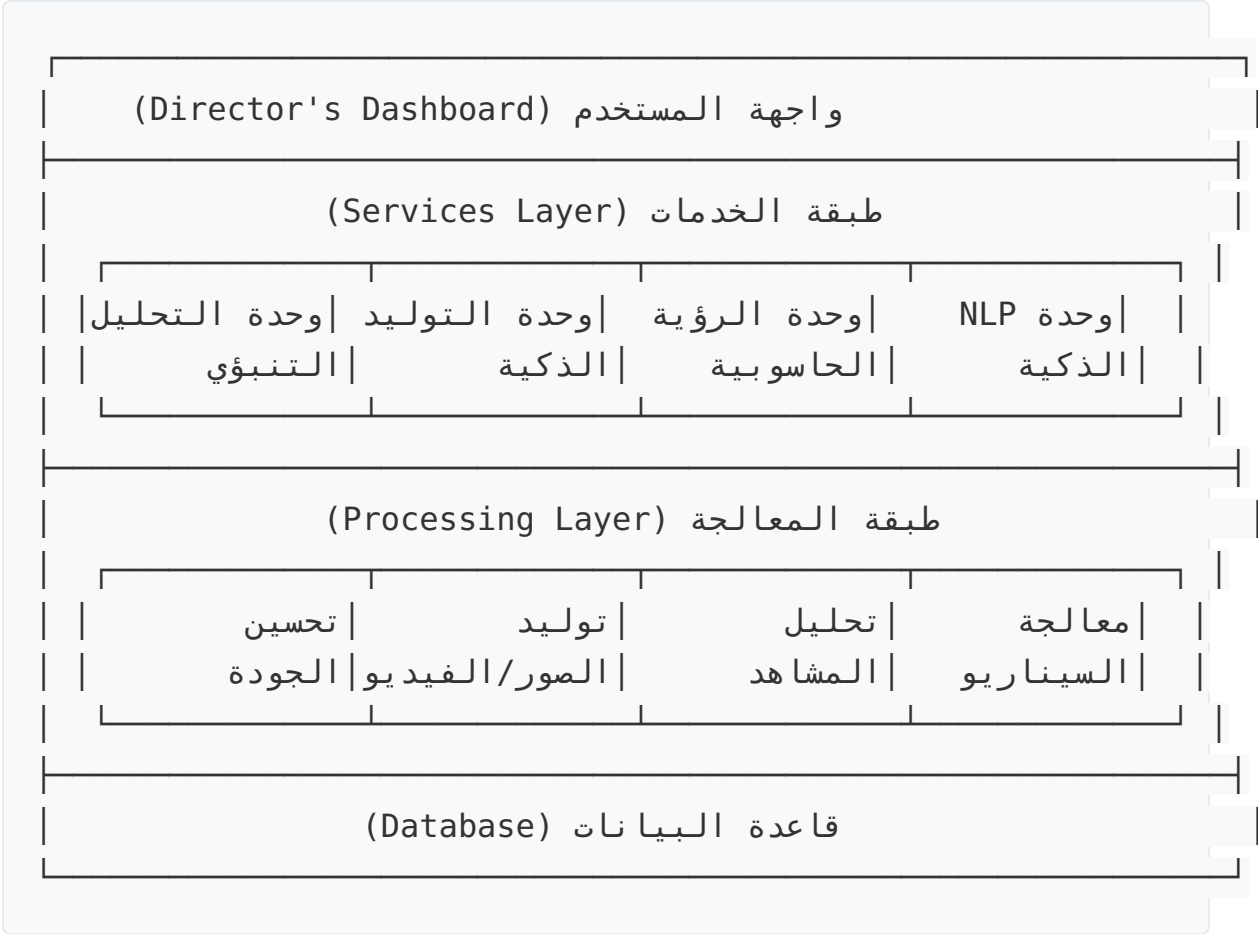 واجهة المستخدم (Director's Dashboard)
طبقة الخدمات (Services Layer)
وحدة NLP │وحدة الرؤية │وحدة التوليد │وحدة التحليل
الذكية │الحاسوبية │الذكية │التنبؤي
طبقة المعالجة (Processing Layer)
معالجة │تحليل │توليد │تحسين
السيناريو │المشاهد │الصور/الفيديو│الجودة
قاعدة البيانات (Database)